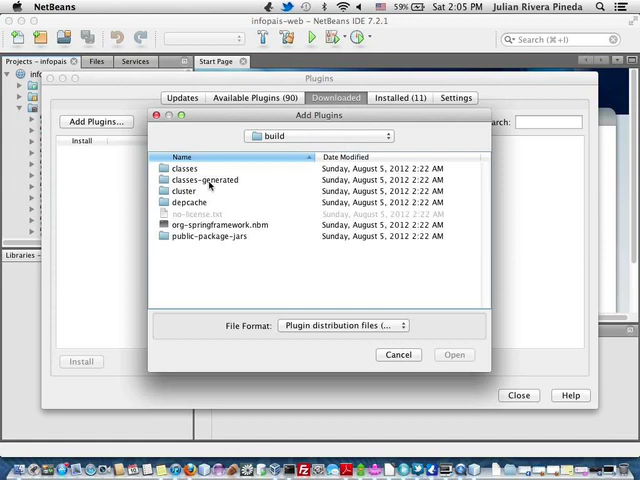 NetBeans 59% Sat 2:05 PM Julian Rivera Pineda
infopais-web - NetBeans IDE 7.2.1
Search (⌘+I)
Projects - infopais Files Services Start Page
Plugins
Updates Available Plugins (90) Downloaded Installed (11) Settings
Add Plugins...
Install
Add Plugins
build
Name Date Modified
classes Sunday, August 5, 2012 2:22 AM
classes-generated Sunday, August 5, 2012 2:22 AM
cluster Sunday, August 5, 2012 2:22 AM
depcache Sunday, August 5, 2012 2:22 AM
no-license.txt Sunday, August 5, 2012 2:22 AM
org-springframework.nbm Sunday, August 5, 2012 2:22 AM
public-package-jars Sunday, August 5, 2012 2:22 AM
Libraries -
File Format: Plugin distribution files (...
Cancel Open
Install
Close Help